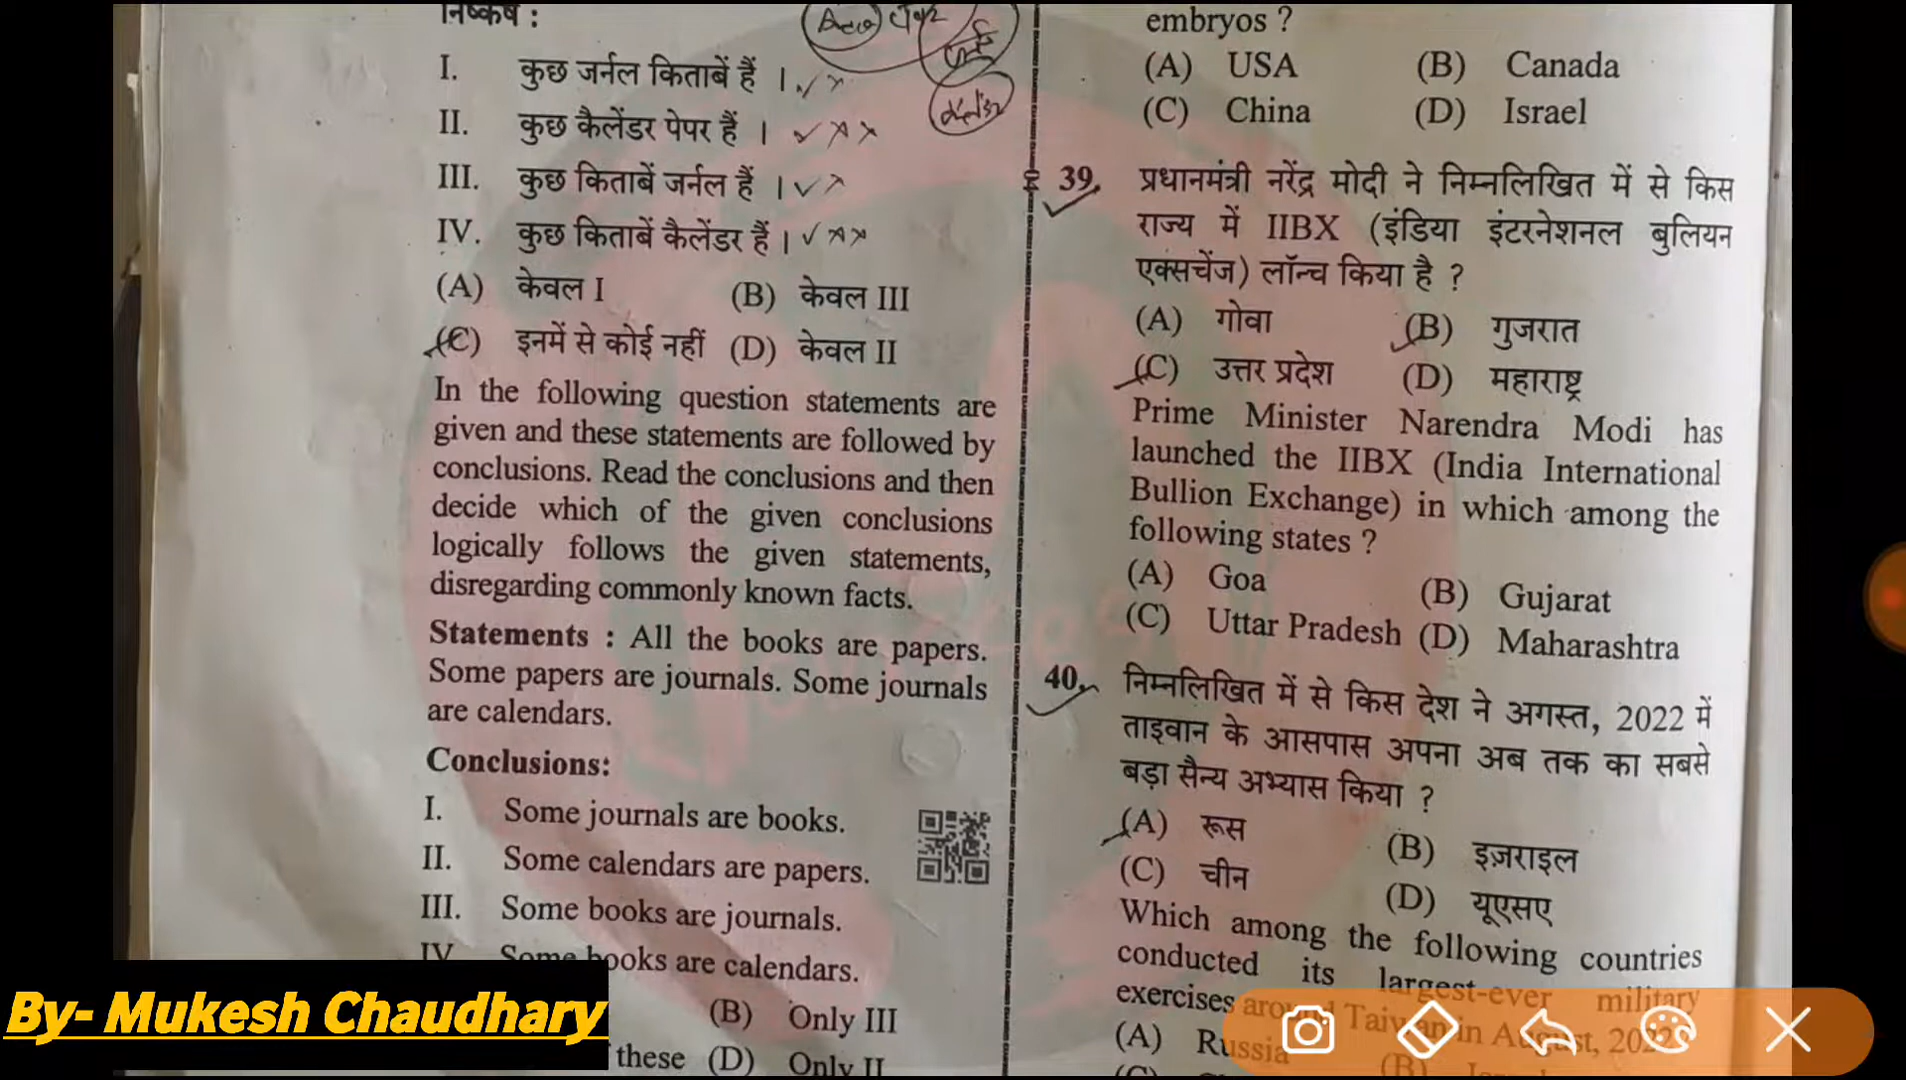 निष्कर्ष :
I. कुछ जर्नल किताबें हैं ।
II. कुछ कैलेंडर पेपर हैं ।
III. कुछ किताबें जर्नल हैं ।
IV. कुछ किताबें कैलेंडर हैं ।
(A) केवल I (B) केवल III
(C) इनमें से कोई नहीं (D) केवल II
In the following question statements are
given and these statements are followed by
conclusions. Read the conclusions and then
decide which of the given conclusions
logically follows the given statements,
disregarding commonly known facts.
Statements : All the books are papers.
Some papers are journals. Some journals
are calendars.
Conclusions:
I. Some journals are books.
II. Some calendars are papers.
III. Some books are journals.
IV. Some books are calendars.
(B) Only III
these (D) Only II
By- Mukesh Chaudhary
embryos ?
(A) USA (B) Canada
(C) China (D) Israel
39. प्रधानमंत्री नरेंद्र मोदी ने निम्नलिखित में से किस
राज्य में IIBX (इंडिया इंटरनेशनल बुलियन
एक्सचेंज) लॉन्च किया है ?
(A) गोवा (B) गुजरात
(C) उत्तर प्रदेश (D) महाराष्ट्र
Prime Minister Narendra Modi has
launched the IIBX (India International
Bullion Exchange) in which among the
following states ?
(A) Goa (B) Gujarat
(C) Uttar Pradesh (D) Maharashtra
40. निम्नलिखित में से किस देश ने अगस्त, 2022 में
ताइवान के आसपास अपना अब तक का सबसे
बड़ा सैन्य अभ्यास किया ?
(A) रूस (B) इज़राइल
(C) चीन (D) यूएसए
Which among the following countries
conducted its largest-ever military
exercises around Taiwan in August, 2022
(A) Russia (B)